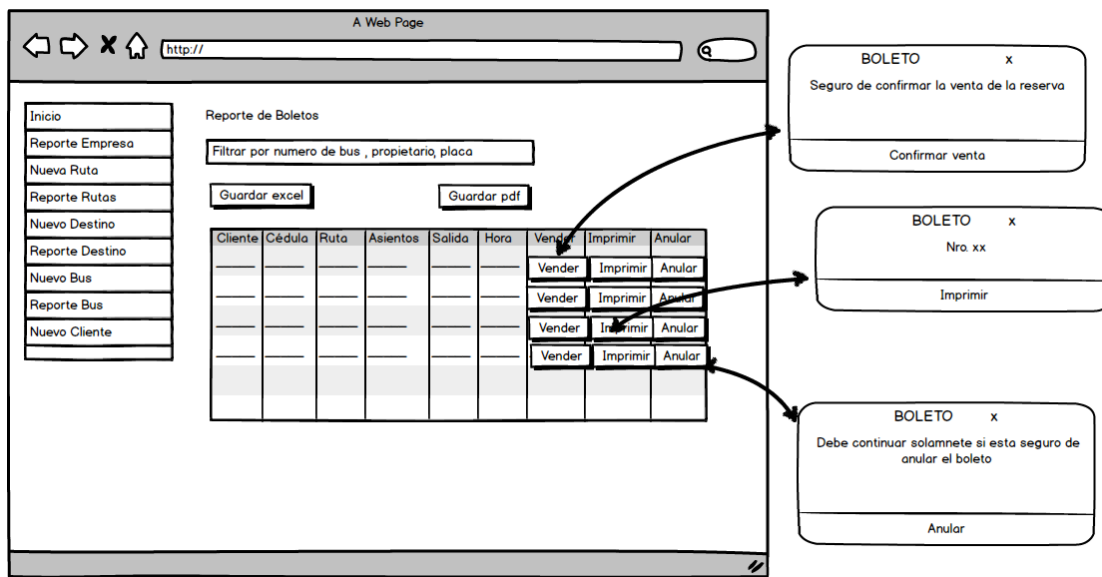 A Web Page
http://
Inicio
Reporte Empresa
Nueva Ruta
Reporte Rutas
Nuevo Destino
Reporte Destino
Nuevo Bus
Reporte Bus
Nuevo Cliente
Reporte de Boletos
Filtrar por numero de bus , propietario, placa
Guardar excel Guardar pdf
Cliente Cédula Ruta Asientos Salida Hora Vender Imprimir Anular
Vender Imprimir Anular
Vender Imprimir Anular
Vender Imprimir Anular
Vender Imprimir Anular
BOLETO x
Seguro de confirmar la venta de la reserva
Confirmar venta
BOLETO x
Nro. xx
Imprimir
BOLETO x
Debe continuar solamnete si esta seguro de
anular el boleto
Anular